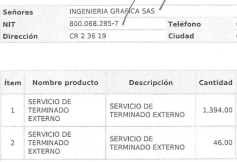 Señores INGENIERIA GRAFICA SAS
NIT 800.068.285-7 Teléfono
Dirección CR 2 36 19 Ciudad
Ítem Nombre producto Descripción Cantidad
1 SERVICIO DE TERMINADO EXTERNO SERVICIO DE TERMINADO EXTERNO 1,394.00
2 SERVICIO DE TERMINADO EXTERNO SERVICIO DE TERMINADO EXTERNO 46.00